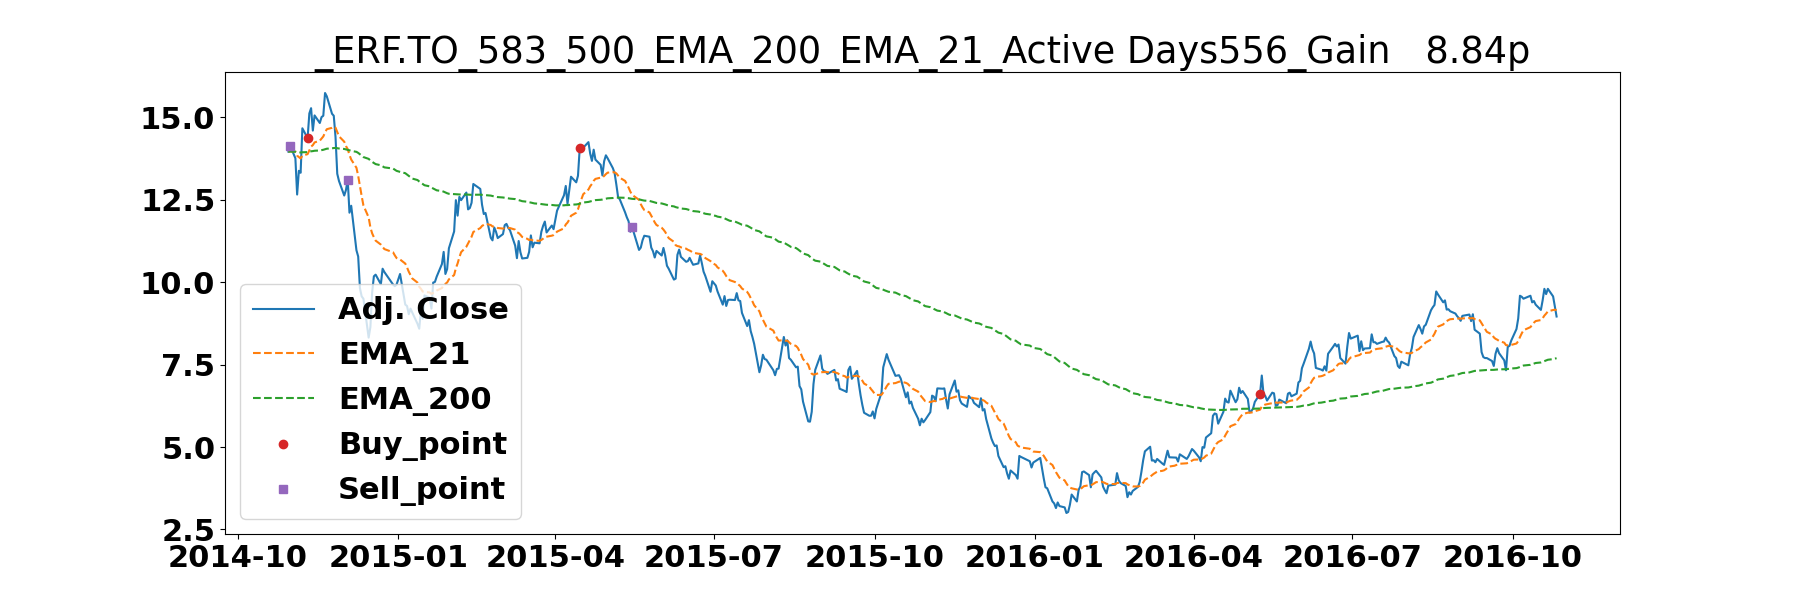 _ERF.TO_583_500_EMA_200_EMA_21_Active Days556_Gain   8.84p
15.0
12.5
10.0
7.5
5.0
2.5
Adj. Close
EMA_21
EMA_200
Buy_point
Sell_point
2014-10 2015-01 2015-04 2015-07 2015-10 2016-01 2016-04 2016-07 2016-10